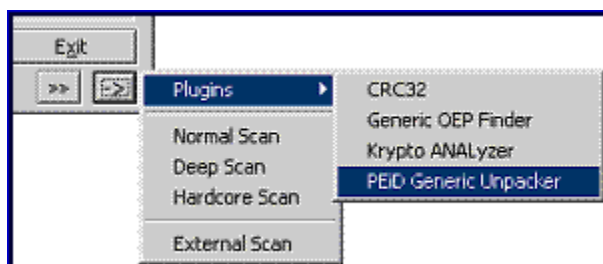 Exit
>> ->
Plugins
Normal Scan
Deep Scan
Hardcore Scan
External Scan
CRC32
Generic OEP Finder
Krypto ANALyzer
PEiD Generic Unpacker